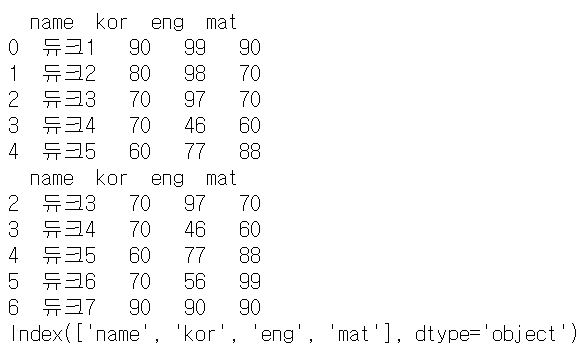 name kor eng mat
0 듀크1 90 99 90
1 듀크2 80 98 70
2 듀크3 70 97 70
3 듀크4 70 46 60
4 듀크5 60 77 88
name kor eng mat
2 듀크3 70 97 70
3 듀크4 70 46 60
4 듀크5 60 77 88
5 듀크6 70 56 99
6 듀크7 90 90 90
Index(['name', 'kor', 'eng', 'mat'], dtype='object')